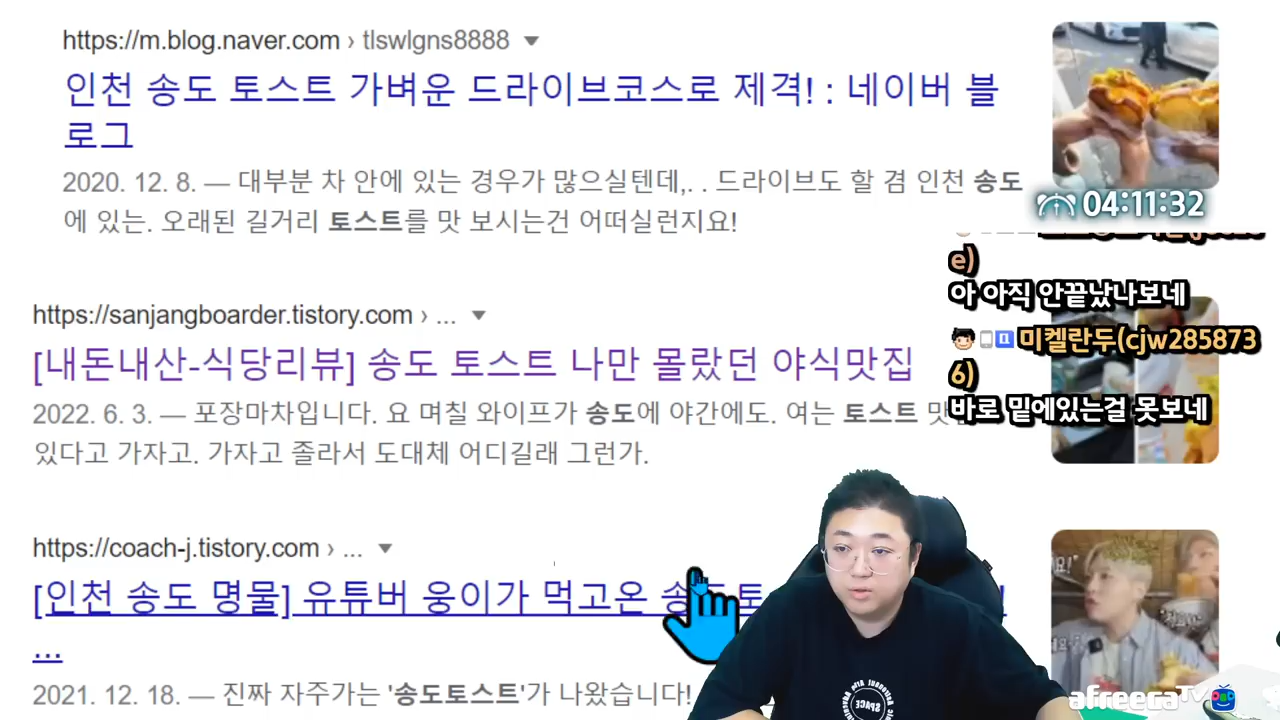 https://m.blog.naver.com › tlswlgns8888
인천 송도 토스트 가벼운 드라이브코스로 제격! : 네이버 블
로그
2020. 12. 8. — 대부분 차 안에 있는 경우가 많으실텐데,. . 드라이브도 할 겸 인천 송도
에 있는. 오래된 길거리 토스트를 맛 보시는건 어떠실런지요!
04:11:32
e)
아 아직 안끝났나보네
https://sanjangboarder.tistory.com › ...
미켈란두(cjw285873
6)
[내돈내산-식당리뷰] 송도 토스트 나만 몰랐던 야식맛집
바로 밑에있는걸 못보네
2022. 6. 3. — 포장마차입니다. 요 며칠 와이프가 송도에 야간에도. 여는 토스트
있다고 가자고. 가자고 졸라서 도대체 어디길래 그런가.
https://coach-j.tistory.com › ...
[인천 송도 명물] 유튜버 웅이가 먹고온 송도토
...
2021. 12. 18. — 진짜 자주가는 '송도토스트'가 나왔습니다!
SPACE
afreecaTV